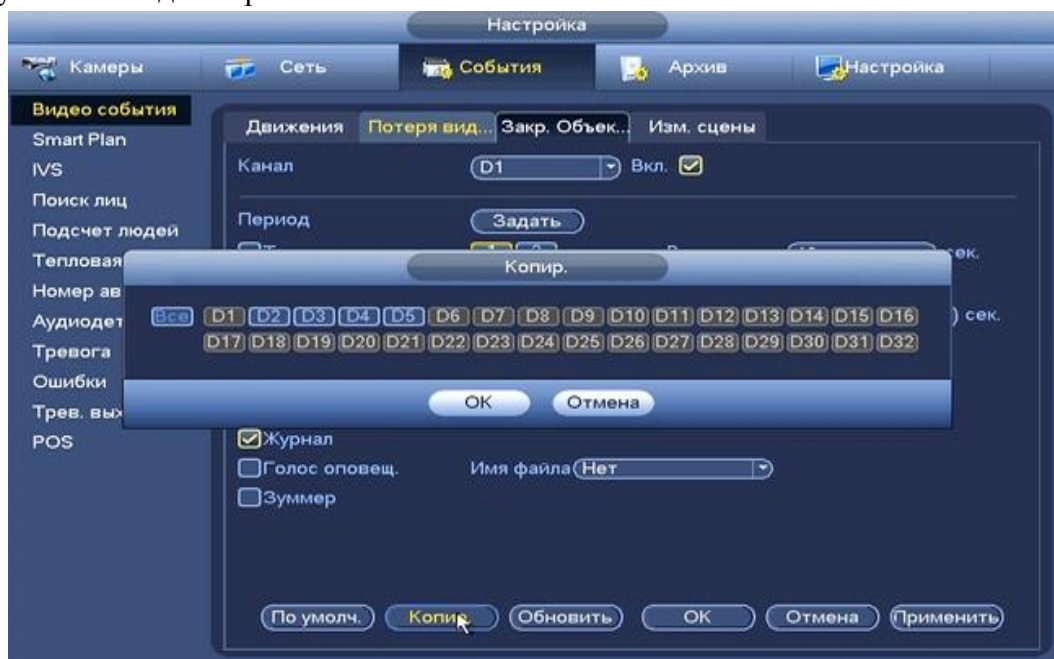 Настройка
Камеры Сеть События Архив Настройка
Видео события
Smart Plan
IVS
Поиск лиц
Подсчет людей
Тепловая
Номер ав
Аудиодет
Тревога
Ошибки
Трев. вых
POS
Движения Потеря вид... Закр. Объек... Изм. сцены
Канал D1 Вкл.
Период Задать
сек.
Копир.
Все D1 D2 D3 D4 D5 D6 D7 D8 D9 D10 D11 D12 D13 D14 D15 D16
D17 D18 D19 D20 D21 D22 D23 D24 D25 D26 D27 D28 D29 D30 D31 D32
) сек.
OK Отмена
Журнал
Голос оповещ. Имя файла Нет
Зуммер
По умолч. Копир. Обновить OK Отмена Применить